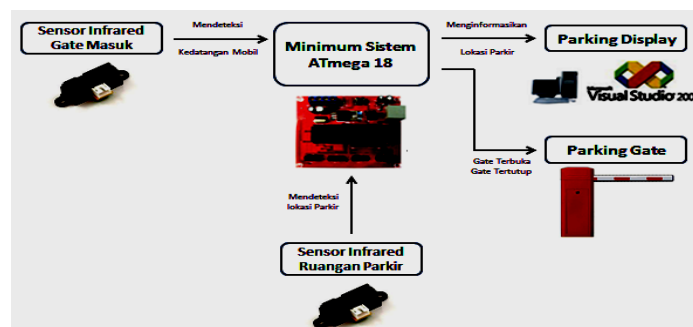 Sensor Infrared
Gate Masuk
Mendeteksi
Kedatangan Mobil
Minimum Sistem
ATmega 18
Menginformasikan
Lokasi Parkir
Parking Display
Visual Studio 200
Gate Terbuka
Gate Tertutup
Parking Gate
Mendeteksi
lokasi Parkir
Sensor Infrared
Ruangan Parkir